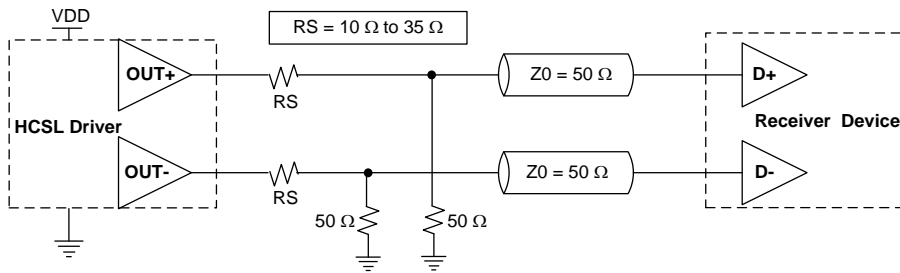 VDD
RS = 10 Ω to 35 Ω
OUT+
RS
Z0 = 50 Ω
D+
HCSL Driver
Receiver Device
OUT-
RS
Z0 = 50 Ω
D-
50 Ω
50 Ω